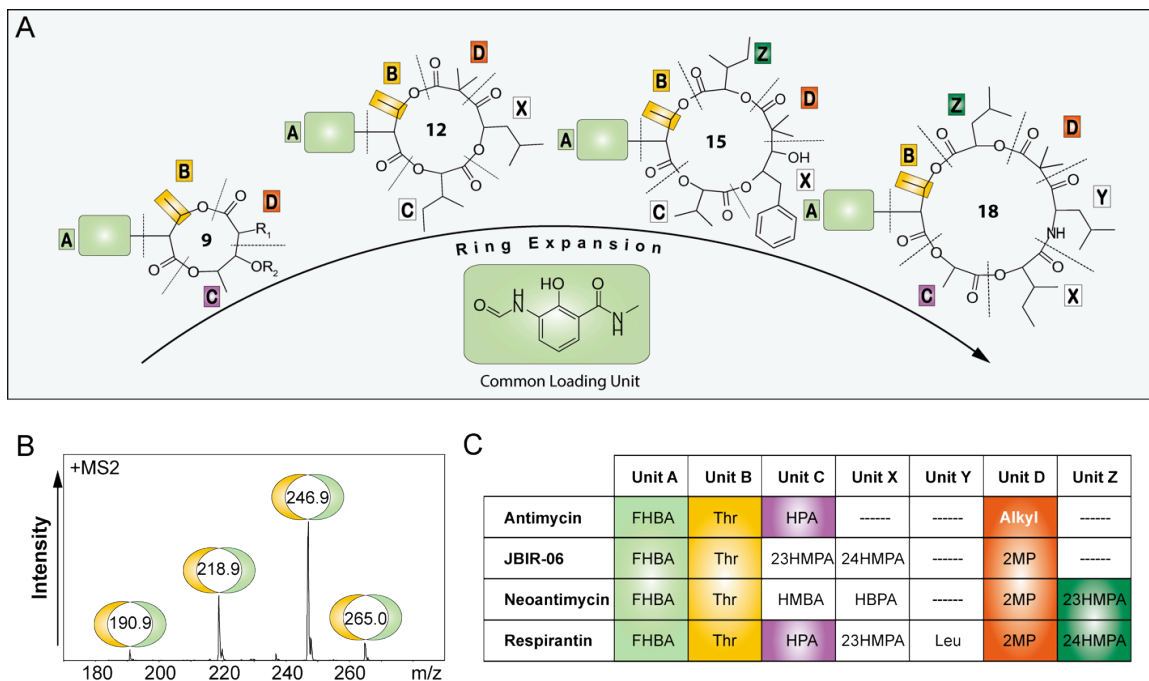 A
B
D
X
C
12
O
O
O
O
O
O
O
O
Z
B
D
A
15
OH
X
C
O
O
O
O
O
O
O
O
Z
D
B
Y
A
18
NH
C
X
O
O
O
O
O
O
O
O
O
B
D
A
9
R1
OR2
C
O
O
O
O
Ring Expansion
O
H
N
HO
O
N
H
Common Loading Unit
B
+MS2
Intensity
246.9
218.9
190.9
265.0
180 200 220 240 260 m/z
C
Unit A Unit B Unit C Unit X Unit Y Unit D Unit Z
Antimycin FHBA Thr HPA ------ ------ Alkyl ------
JBIR-06 FHBA Thr 23HMPA 24HMPA ------ 2MP ------
Neoantimycin FHBA Thr HMBA HBPA ------ 2MP 23HMPA
Respirantin FHBA Thr HPA 23HMPA Leu 2MP 24HMPA